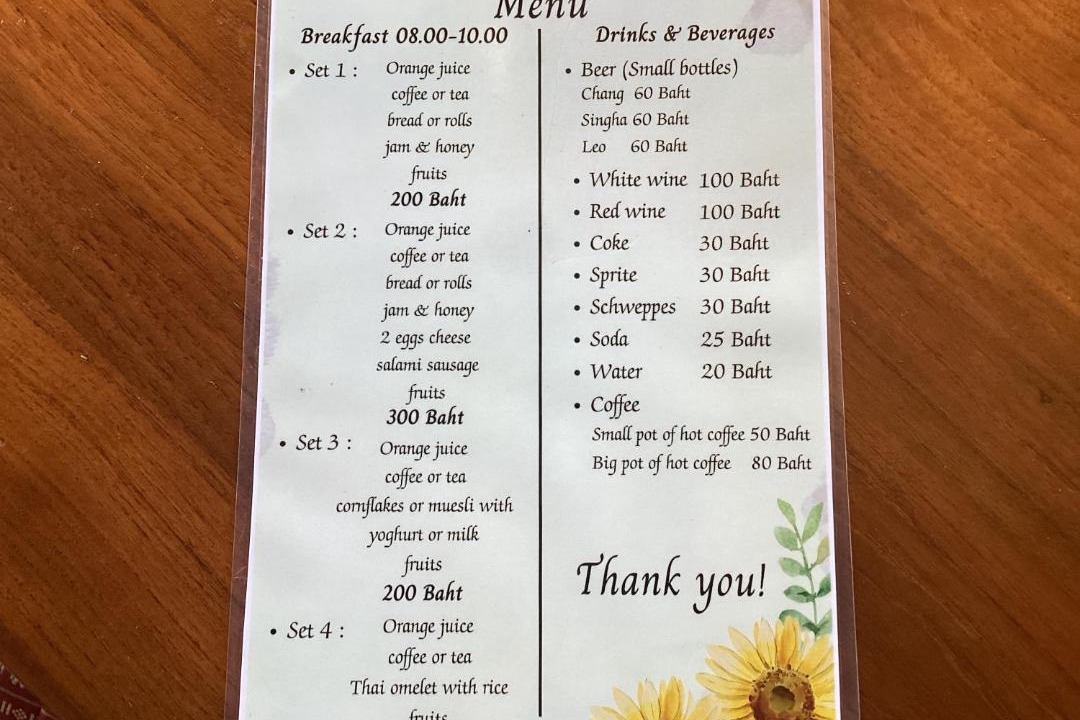 Menu
Breakfast 08.00-10.00
• Set 1 : Orange juice
coffee or tea
bread or rolls
jam & honey
fruits
200 Baht
• Set 2 : Orange juice
coffee or tea
bread or rolls
jam & honey
2 eggs cheese
salami sausage
fruits
300 Baht
• Set 3 : Orange juice
coffee or tea
cornflakes or muesli with
yoghurt or milk
fruits
200 Baht
• Set 4 : Orange juice
coffee or tea
Thai omelet with rice
fruits
Drinks & Beverages
• Beer (Small bottles)
Chang 60 Baht
Singha 60 Baht
Leo 60 Baht
• White wine 100 Baht
• Red wine 100 Baht
• Coke 30 Baht
• Sprite 30 Baht
• Schweppes 30 Baht
• Soda 25 Baht
• Water 20 Baht
• Coffee
Small pot of hot coffee 50 Baht
Big pot of hot coffee 80 Baht
Thank you!